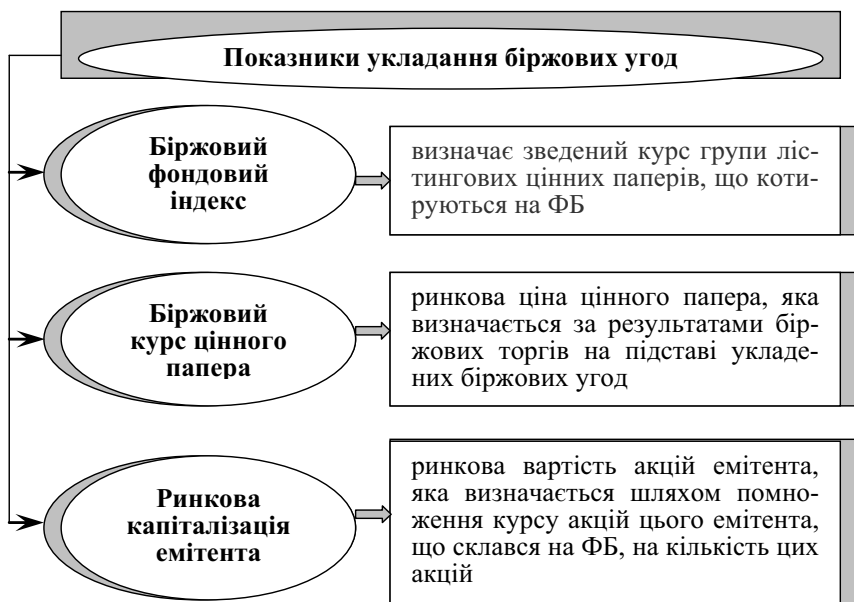 Показники укладання біржових угод
Біржовий
фондовий
індекс
визначає зведений курс групи ліс-
тингових цінних паперів, що коти-
руються на ФБ
Біржовий
курс цінного
папера
ринкова ціна цінного папера, яка
визначається за результатами бір-
жових торгів на підставі укладе-
них біржових угод
Ринкова
капіталізація
емітента
ринкова вартість акцій емітента,
яка визначається шляхом помно-
ження курсу акцій цього емітента,
що склався на ФБ, на кількість цих
акцій